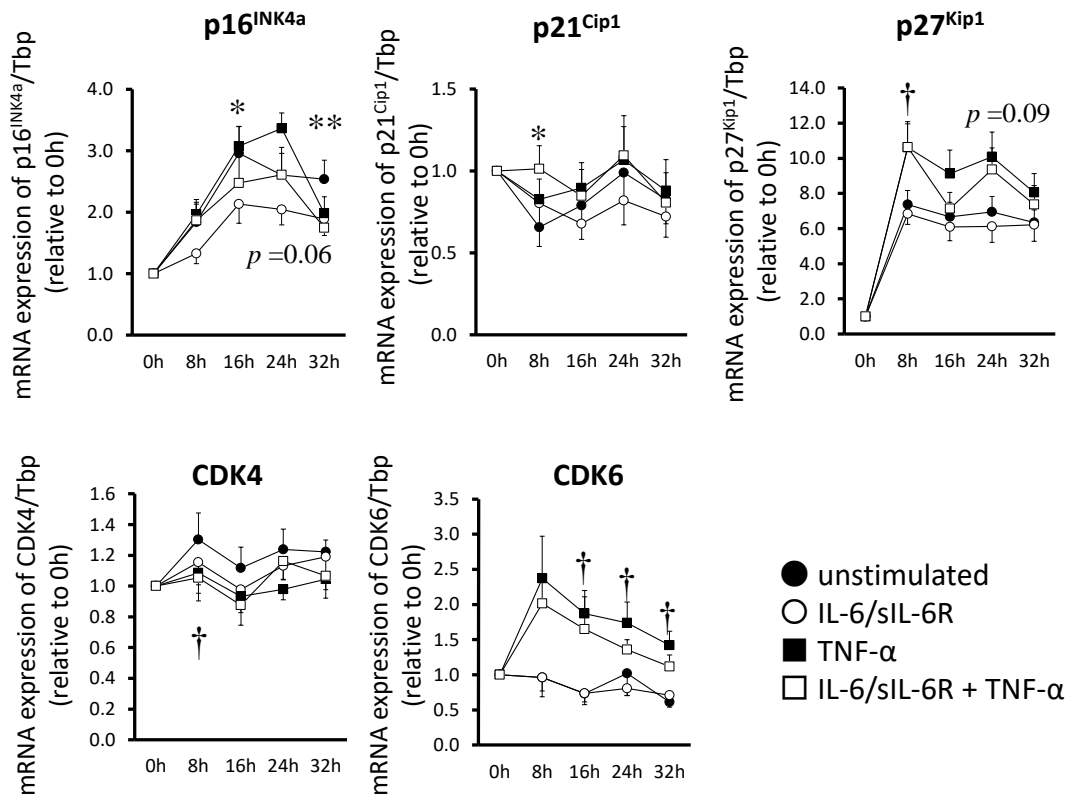 p16INK4a
mRNA expression of p16INK4a/Tbp
(relative to 0h)
4.0
3.0
2.0
1.0
0.0
*
**
p =0.06
0h 8h 16h 24h 32h
p21Cip1
mRNA expression of p21Cip1/Tbp
(relative to 0h)
1.5
1.0
0.5
0.0
*
0h 8h 16h 24h 32h
p27Kip1
mRNA expression of p27Kip1/Tbp
(relative to 0h)
14.0
12.0
10.0
8.0
6.0
4.0
2.0
0.0
†
p =0.09
0h 8h 16h 24h 32h
CDK4
mRNA expression of CDK4/Tbp
(relative to 0h)
1.6
1.4
1.2
1.0
0.8
0.6
0.4
0.2
0.0
†
0h 8h 16h 24h 32h
CDK6
mRNA expression of CDK6/Tbp
(relative to 0h)
3.5
3.0
2.5
2.0
1.5
1.0
0.5
0.0
† † †
0h 8h 16h 24h 32h
unstimulated
IL-6/sIL-6R
TNF-α
IL-6/sIL-6R + TNF-α